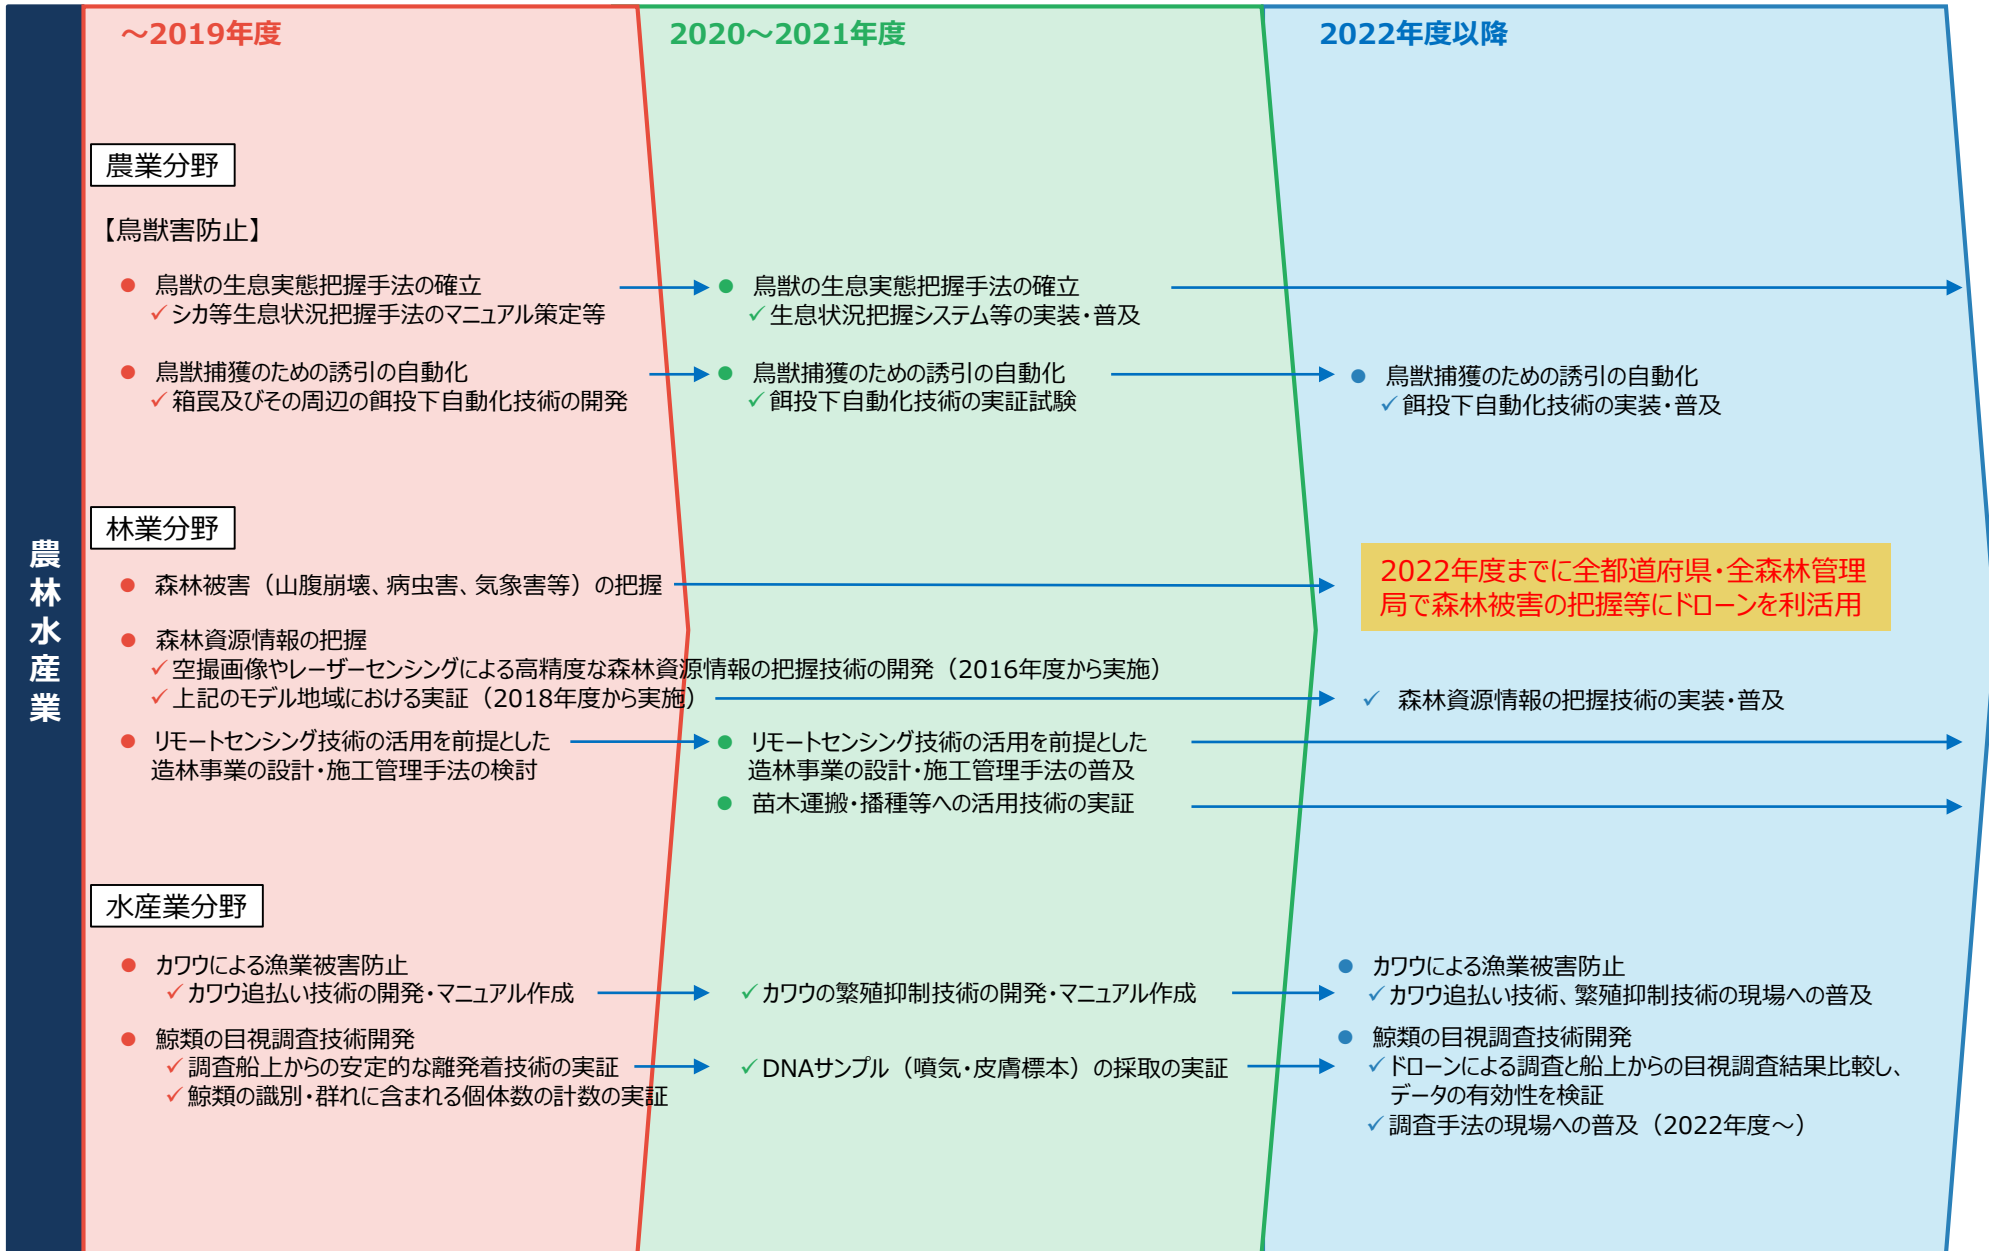 農林水産業
～2019年度
2020～2021年度
2022年度以降
農業分野
【鳥獣害防止】
● 鳥獣の生息実態把握手法の確立
✓シカ等生息状況把握手法のマニュアル策定等
● 鳥獣の生息実態把握手法の確立
✓生息状況把握システム等の実装・普及
● 鳥獣捕獲のための誘引の自動化
✓箱罠及びその周辺の餌投下自動化技術の開発
● 鳥獣捕獲のための誘引の自動化
✓餌投下自動化技術の実証試験
● 鳥獣捕獲のための誘引の自動化
✓餌投下自動化技術の実装・普及
林業分野
● 森林被害（山腹崩壊、病虫害、気象害等）の把握
2022年度までに全都道府県・全森林管理
局で森林被害の把握等にドローンを利活用
● 森林資源情報の把握
✓空撮画像やレーザーセンシングによる高精度な森林資源情報の把握技術の開発（2016年度から実施）
✓上記のモデル地域における実証（2018年度から実施）
✓ 森林資源情報の把握技術の実装・普及
● リモートセンシング技術の活用を前提とした
造林事業の設計・施工管理手法の検討
● リモートセンシング技術の活用を前提とした
造林事業の設計・施工管理手法の普及
● 苗木運搬・播種等への活用技術の実証
水産業分野
● カワウによる漁業被害防止
✓カワウ追払い技術の開発・マニュアル作成
✓カワウの繁殖抑制技術の開発・マニュアル作成
● カワウによる漁業被害防止
✓カワウ追払い技術、繁殖抑制技術の現場への普及
● 鯨類の目視調査技術開発
✓調査船上からの安定的な離発着技術の実証
✓鯨類の識別・群れに含まれる個体数の計数の実証
✓DNAサンプル（噴気・皮膚標本）の採取の実証
● 鯨類の目視調査技術開発
✓ドローンによる調査と船上からの目視調査結果比較し、
データの有効性を検証
✓調査手法の現場への普及（2022年度～）